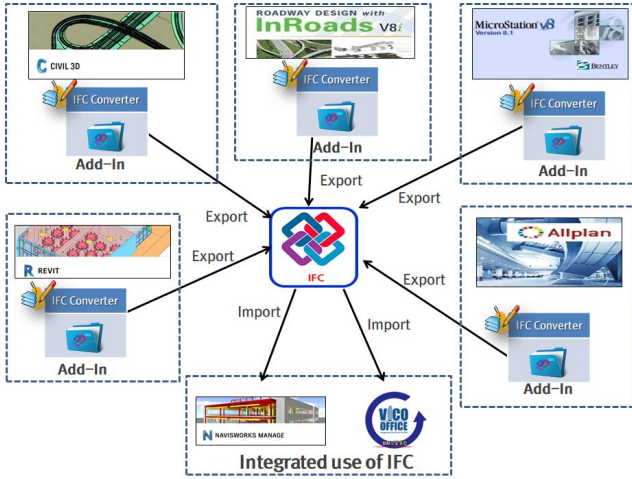 ROADWAY DESIGN with
InRoads V8i
MicroStation v8
Version 8.1
BENTLEY
C CIVIL 3D
IFC Converter
Add-In
IFC Converter
Add-In
IFC Converter
Add-In
Export
Export
Export
R REVIT
IFC Converter
Add-In
Export
IFC
Allplan
IFC Converter
Add-In
Export
Import
Import
N NAVISWORKS MANAGE
VICO
OFFICE
Integrated use of IFC